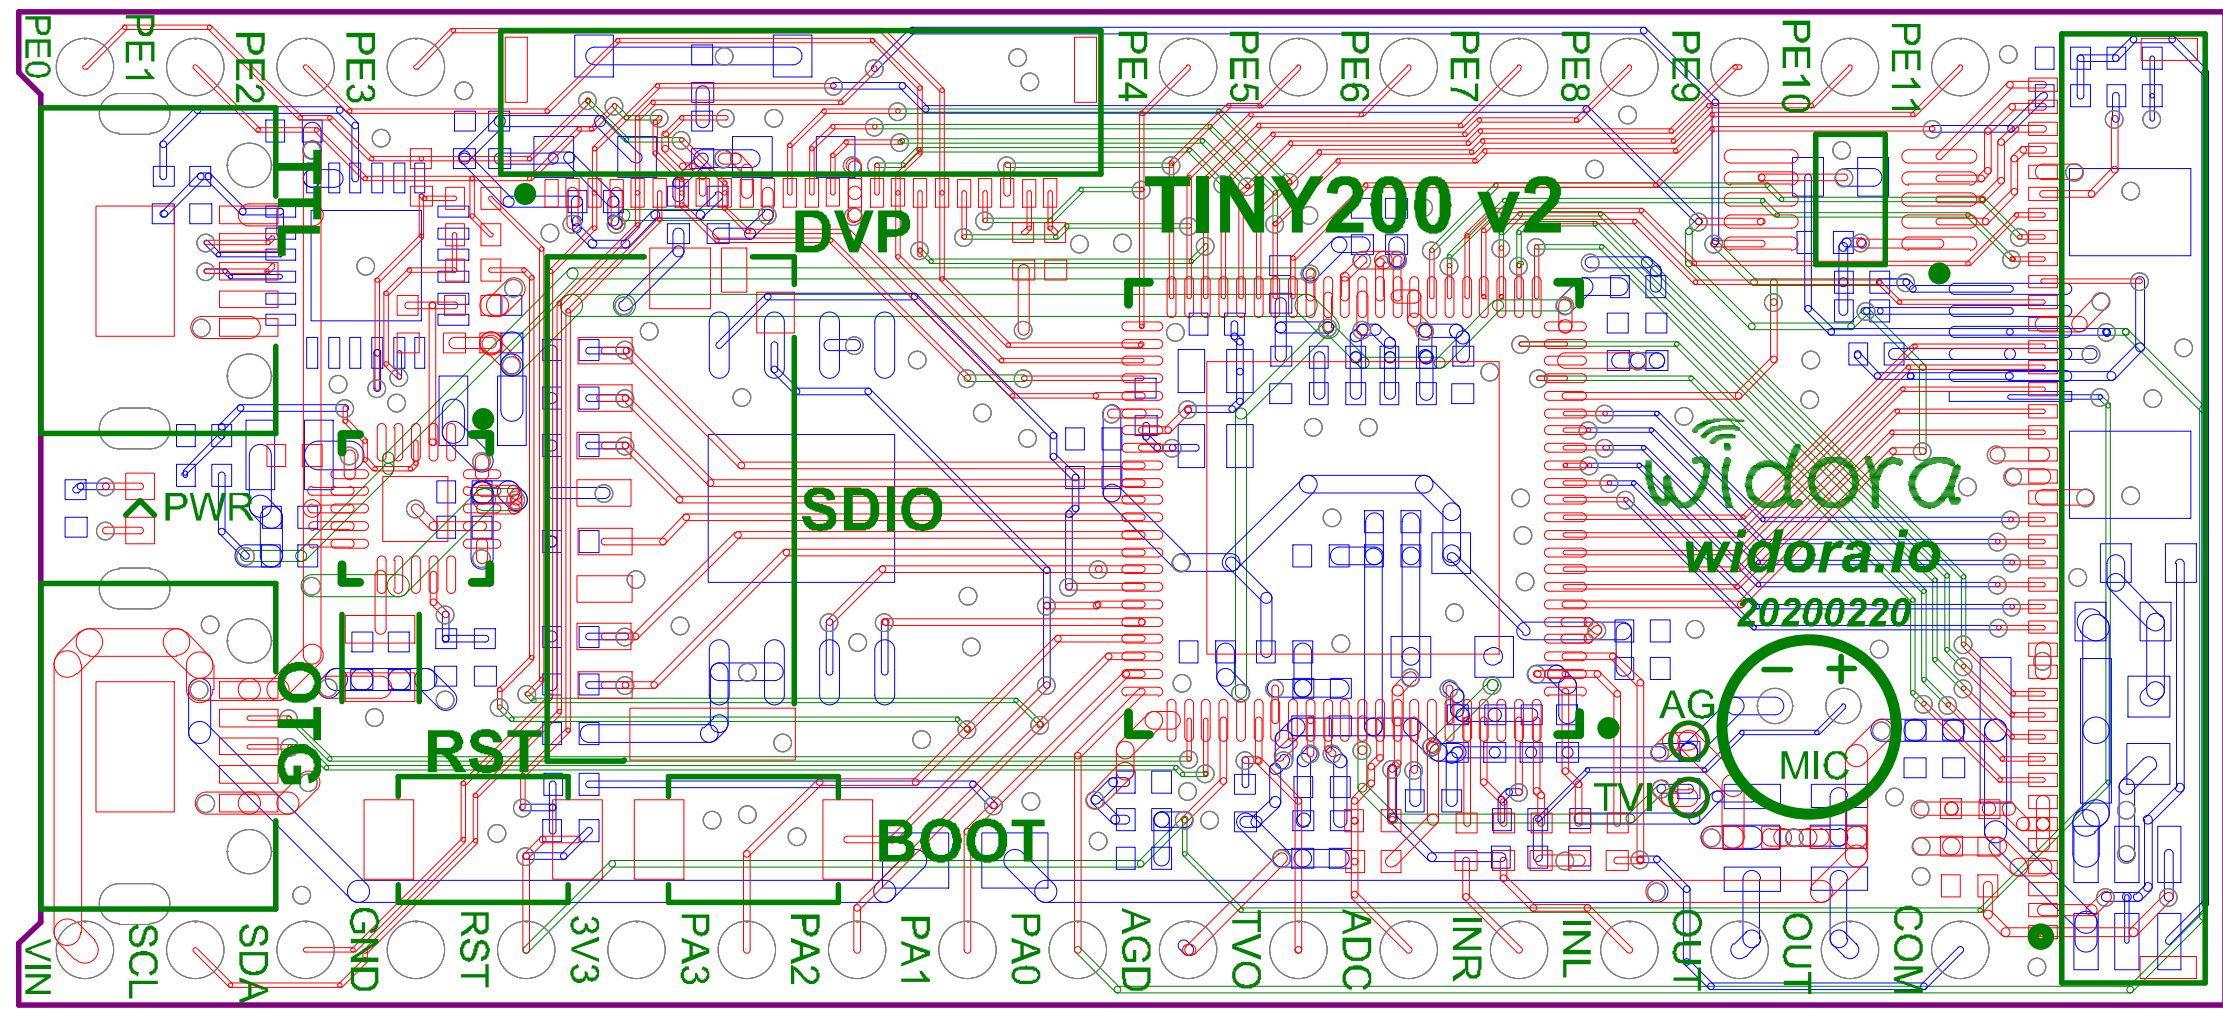 PE0
PE1
PE2
PE3
PE4
PE5
PE6
PE7
PE8
PE9
PE10
PE11
TTL
DVP
TINY200 v2
PWR
SDIO
widora
widora.io
20200220
OTG
RST
BOOT
AG
TVI
MIC
- +
VIN
SCL
SDA
GND
RST
3V3
PA3
PA2
PA1
PA0
AGD
TVO
ADC
INR
INL
OUT
OUT
COM